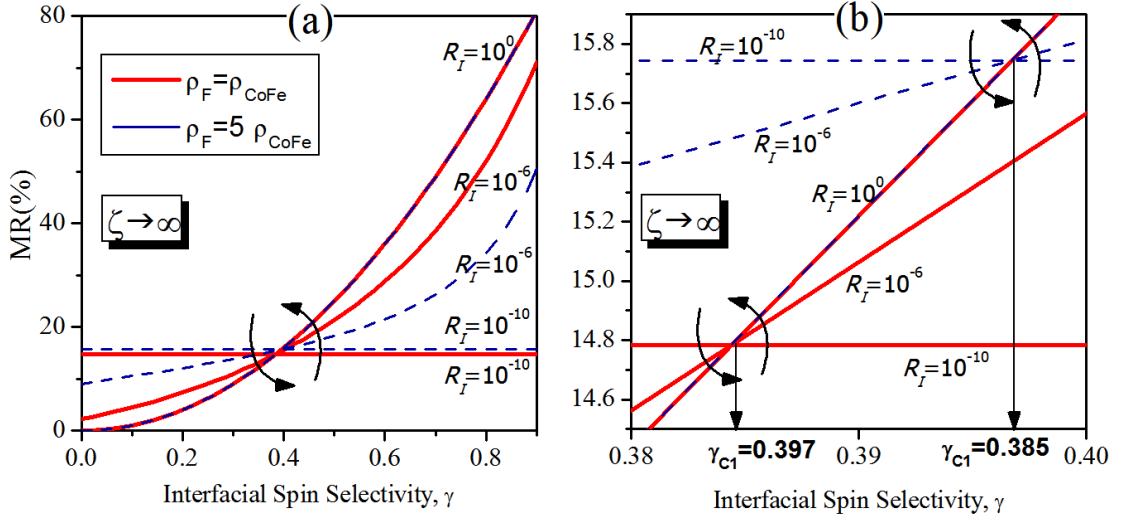 (a)
80
60
40
20
0
MR(%)
ρF=ρCoFe
ρF=5 ρCoFe
ζ→∞
RI=10^0
RI=10^-6
RI=10^-6
RI=10^-10
RI=10^-10
0.0 0.2 0.4 0.6 0.8
Interfacial Spin Selectivity, γ
(b)
15.8
15.6
15.4
15.2
15.0
14.8
14.6
RI=10^-10
RI=10^-6
RI=10^0
ζ→∞
RI=10^-6
RI=10^-10
0.38 0.39 0.40
γC1=0.397 γC1=0.385
Interfacial Spin Selectivity, γ